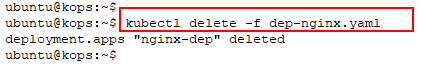 ubuntu@kops:~$
ubuntu@kops:~$ kubectl delete -f dep-nginx.yaml
deployment.apps "nginx-dep" deleted
ubuntu@kops:~$